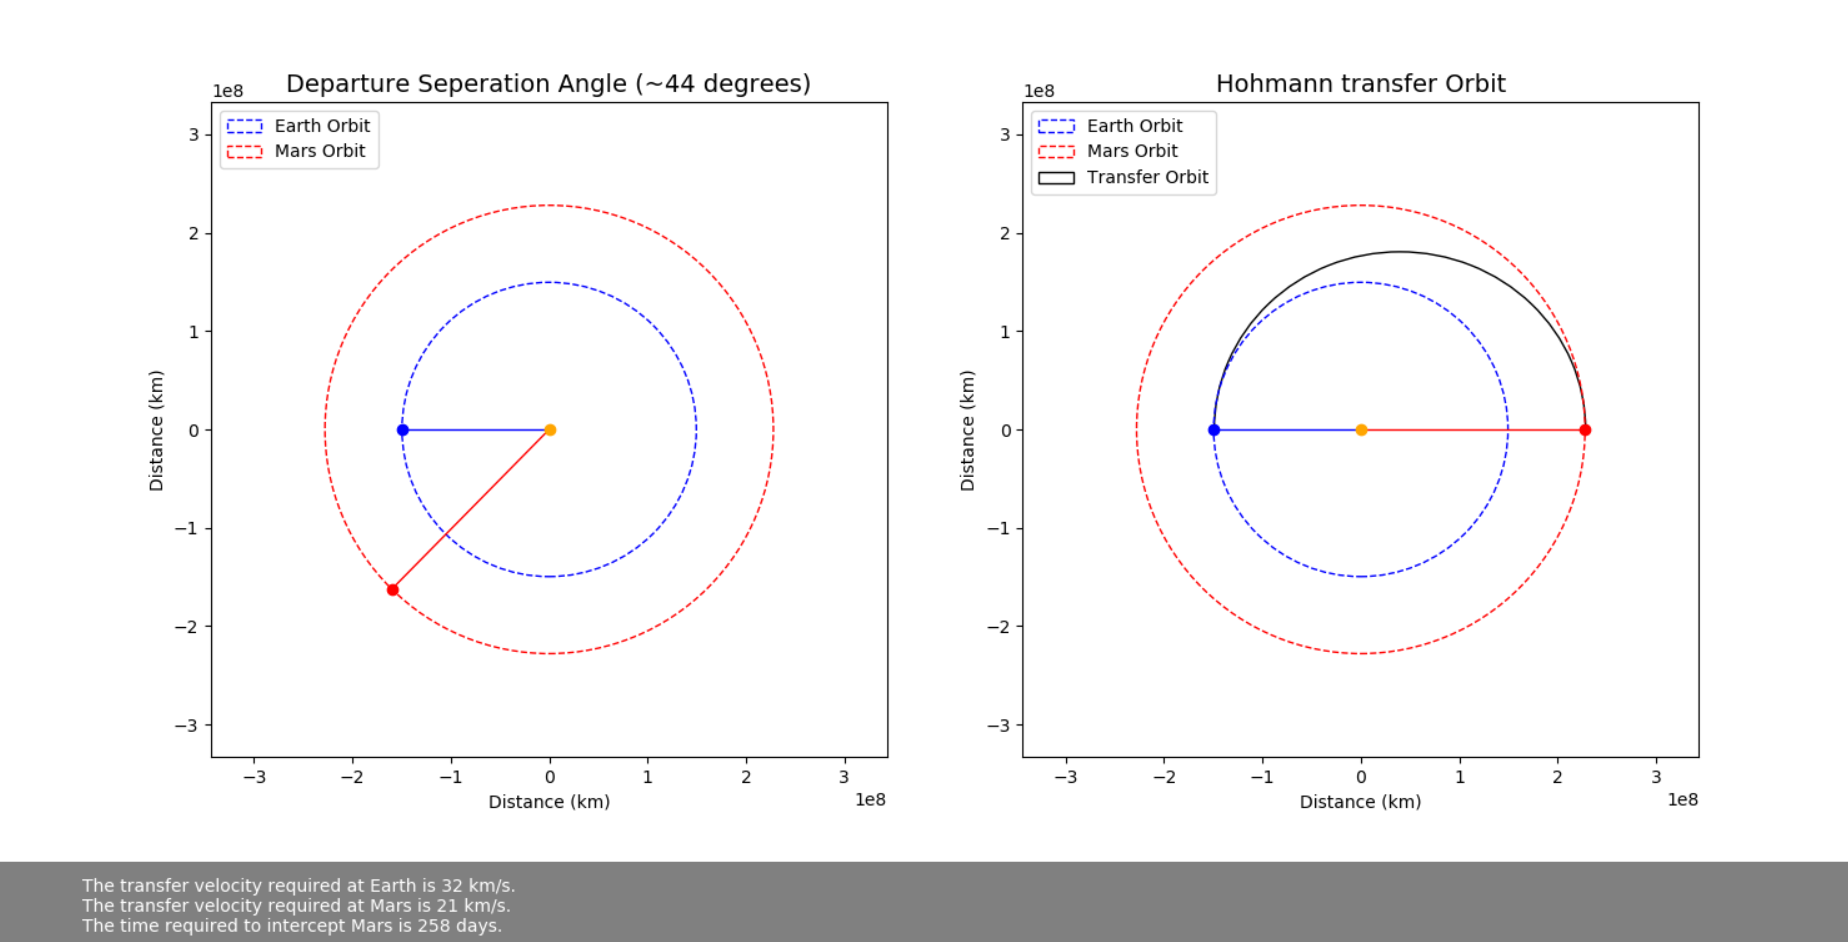 Departure Seperation Angle (~44 degrees)
1e8
Earth Orbit
Mars Orbit
3
2
1
0
−1
−2
−3
Distance (km)
−3 −2 −1 0 1 2 3
1e8
Distance (km)
Hohmann transfer Orbit
1e8
Earth Orbit
Mars Orbit
Transfer Orbit
3
2
1
0
−1
−2
−3
Distance (km)
−3 −2 −1 0 1 2 3
1e8
Distance (km)
The transfer velocity required at Earth is 32 km/s.
The transfer velocity required at Mars is 21 km/s.
The time required to intercept Mars is 258 days.